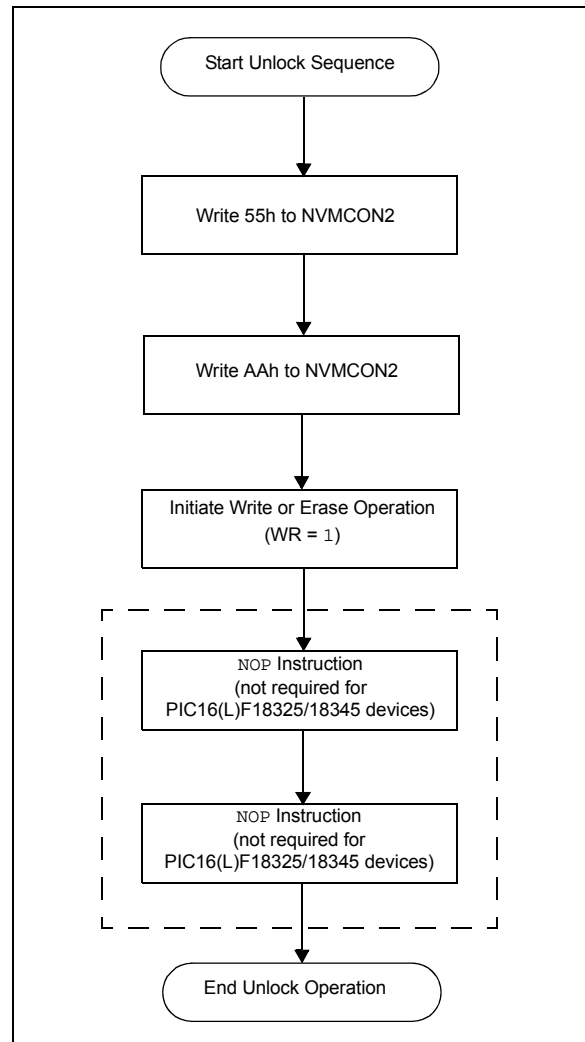 Start Unlock Sequence
Write 55h to NVMCON2
Write AAh to NVMCON2
Initiate Write or Erase Operation
(WR = 1)
NOP Instruction
(not required for
PIC16(L)F18325/18345 devices)
NOP Instruction
(not required for
PIC16(L)F18325/18345 devices)
End Unlock Operation